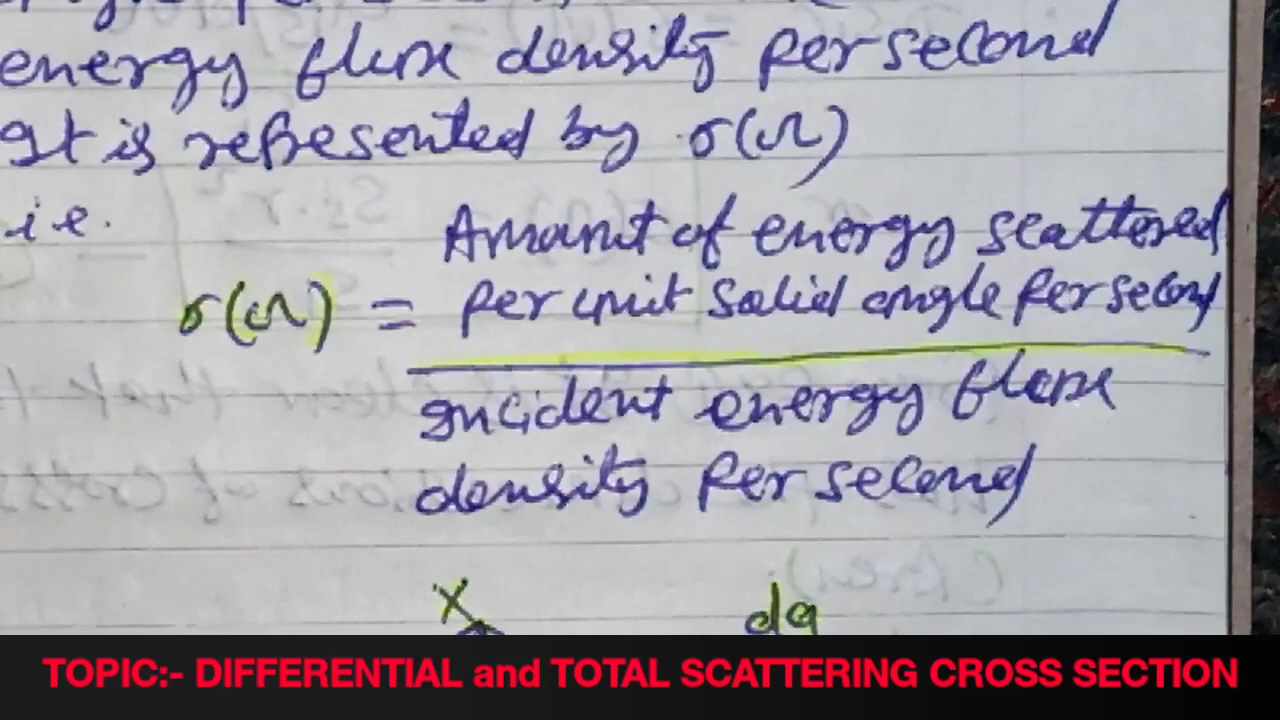 energy flux density per second
It is represented by σ(Ω)
i.e. Amount of energy scattered
σ(Ω) = per unit solid angle per second
Incident energy flux
density per second
X da
TOPIC:- DIFFERENTIAL and TOTAL SCATTERING CROSS SECTION